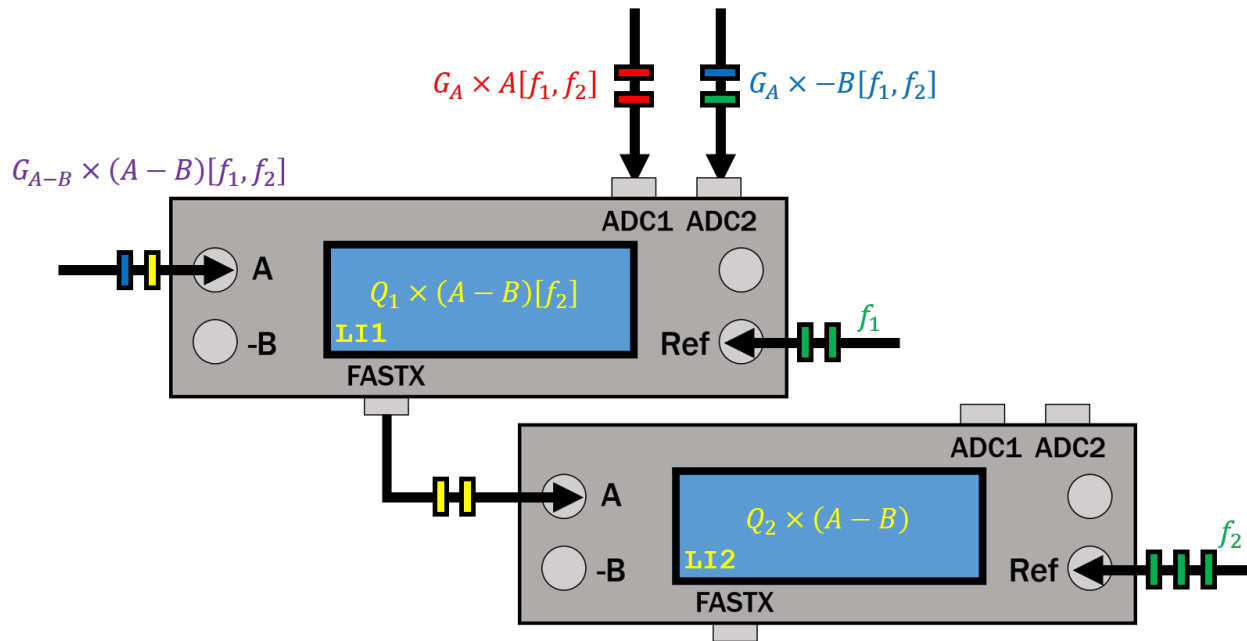 G_A × A[f_1, f_2]
G_A × −B[f_1, f_2]
G_{A−B} × (A − B)[f_1, f_2]
ADC1 ADC2
A
Q_1 × (A − B)[f_2]
LI1
-B
Ref
f_1
FASTX
ADC1 ADC2
A
Q_2 × (A − B)
LI2
-B
Ref
f_2
FASTX